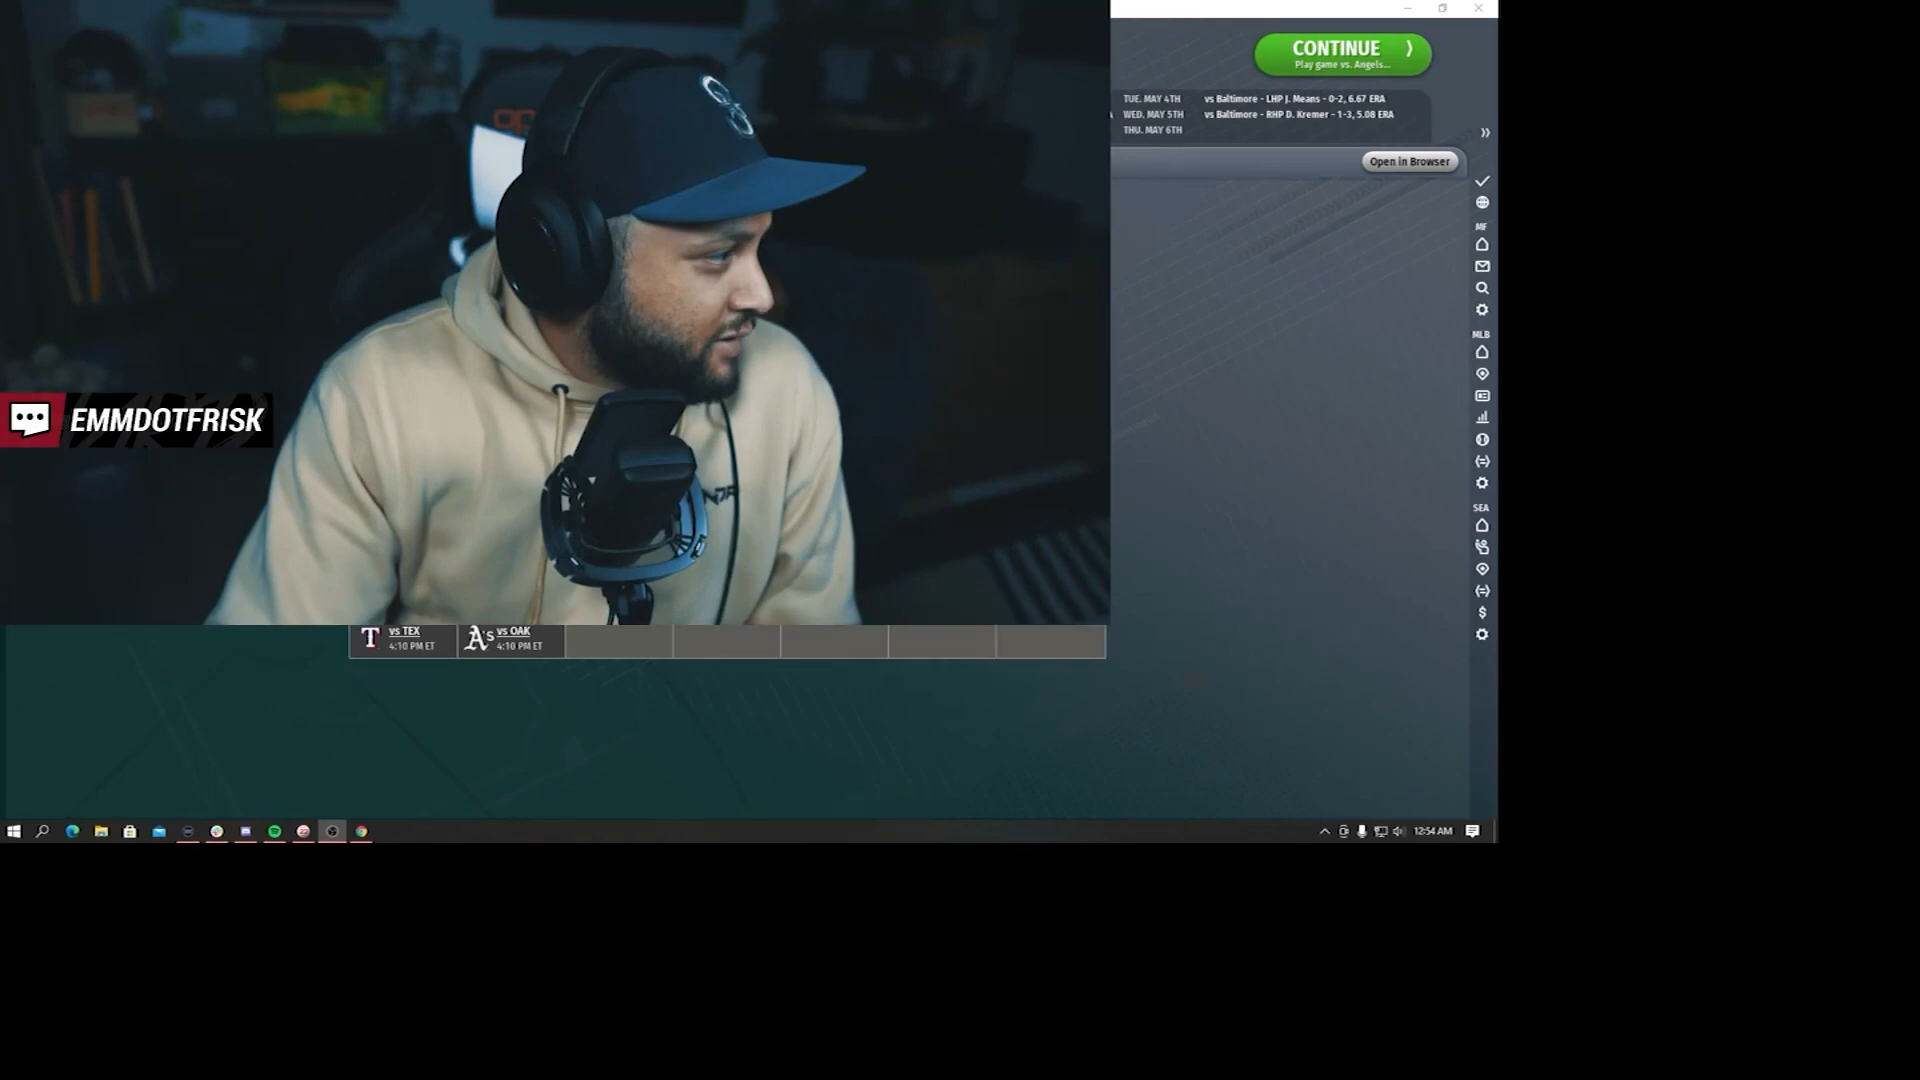 CONTINUE
Play game vs. Angels...
TUE. MAY 4TH vs Baltimore - LHP J. Means - 0-2, 6.67 ERA
WED. MAY 5TH vs Baltimore - RHP D. Kremer - 1-3, 5.08 ERA
THU. MAY 6TH
Open in Browser
MF
MLB
SEA
EMMDOTFRISK
T vs TEX
4:10 PM ET
A's vs OAK
4:10 PM ET
12:54 AM